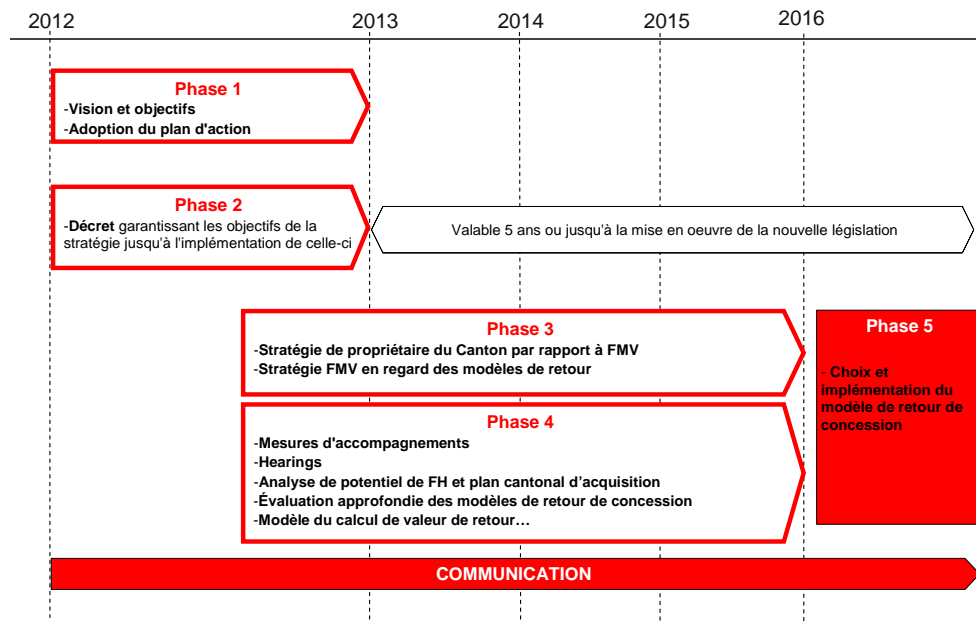 2012 2013 2014 2015 2016
Phase 1
-Vision et objectifs
-Adoption du plan d'action
Phase 2
-Décret garantissant les objectifs de la
stratégie jusqu'à l'implémentation de celle-ci
Valable 5 ans ou jusqu'à la mise en oeuvre de la nouvelle législation
Phase 3
-Stratégie de propriétaire du Canton par rapport à FMV
-Stratégie FMV en regard des modèles de retour
Phase 4
-Mesures d'accompagnements
-Hearings
-Analyse de potentiel de FH et plan cantonal d’acquisition
-Évaluation approfondie des modèles de retour de concession
-Modèle du calcul de valeur de retour…
Phase 5
- Choix et
implémentation du
modèle de retour de
concession
COMMUNICATION